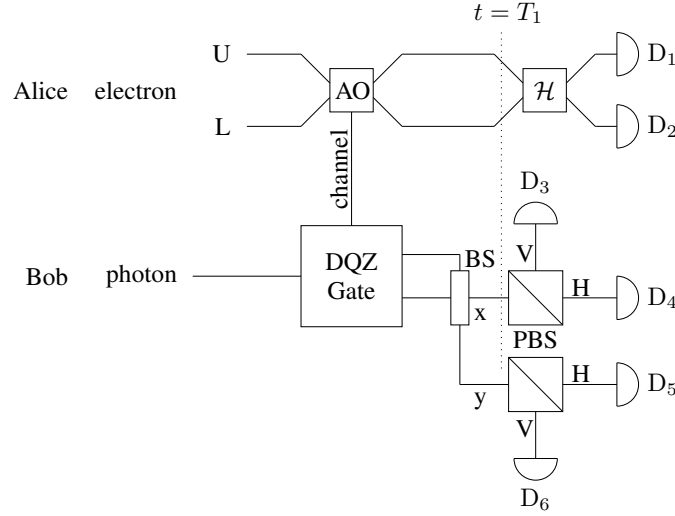 t = T₁
U
D₁
Alice electron
AO
ℋ
L
D₂
channel
D₃
V
BS
Bob photon
DQZ
Gate
H
D₄
x
PBS
H
D₅
y
V
D₆